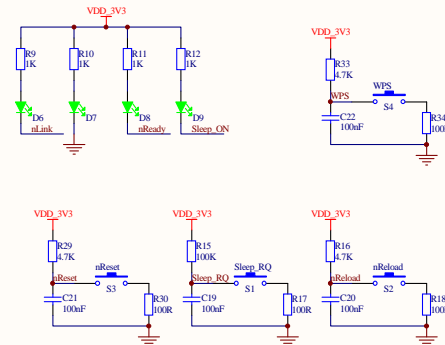 VDD_3V3
R9
1K
R10
1K
R11
1K
R12
1K
D6
D7
D8
D9
nLink
nReady
Sleep_ON
VDD_3V3
R33
4.7K
WPS
WPS
S4
C22
100nF
R34
VDD_3V3
R29
4.7K
nReset
nReset
S3
C21
100nF
R30
100R
VDD_3V3
R15
100K
Sleep_RQ
Sleep_RQ
S1
C19
100nF
R17
100R
VDD_3V3
R16
4.7K
nReload
nReload
S2
C20
100nF
R18